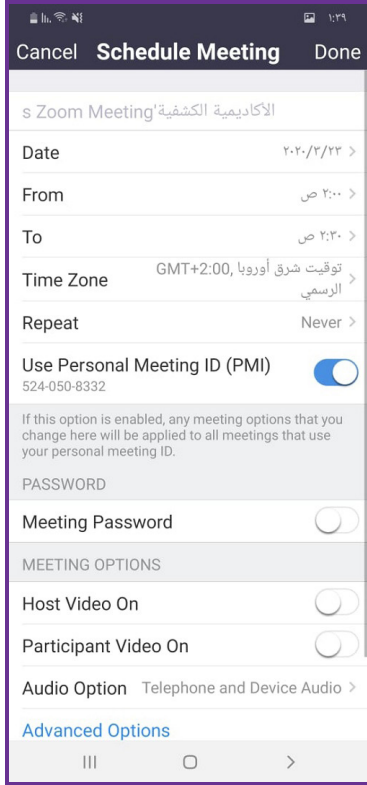 ١:٣٩
Cancel Schedule Meeting Done
الأكاديمية الكشفية's Zoom Meeting
Date ٢٠٢٠/٣/٢٣
From ٢:٠٠ ص
To ٢:٣٠ ص
Time Zone GMT+2:00, توقيت شرق أوروبا
الرسمي
Repeat Never
Use Personal Meeting ID (PMI)
524-050-8332
If this option is enabled, any meeting options that you
change here will be applied to all meetings that use
your personal meeting ID.
PASSWORD
Meeting Password
MEETING OPTIONS
Host Video On
Participant Video On
Audio Option Telephone and Device Audio
Advanced Options